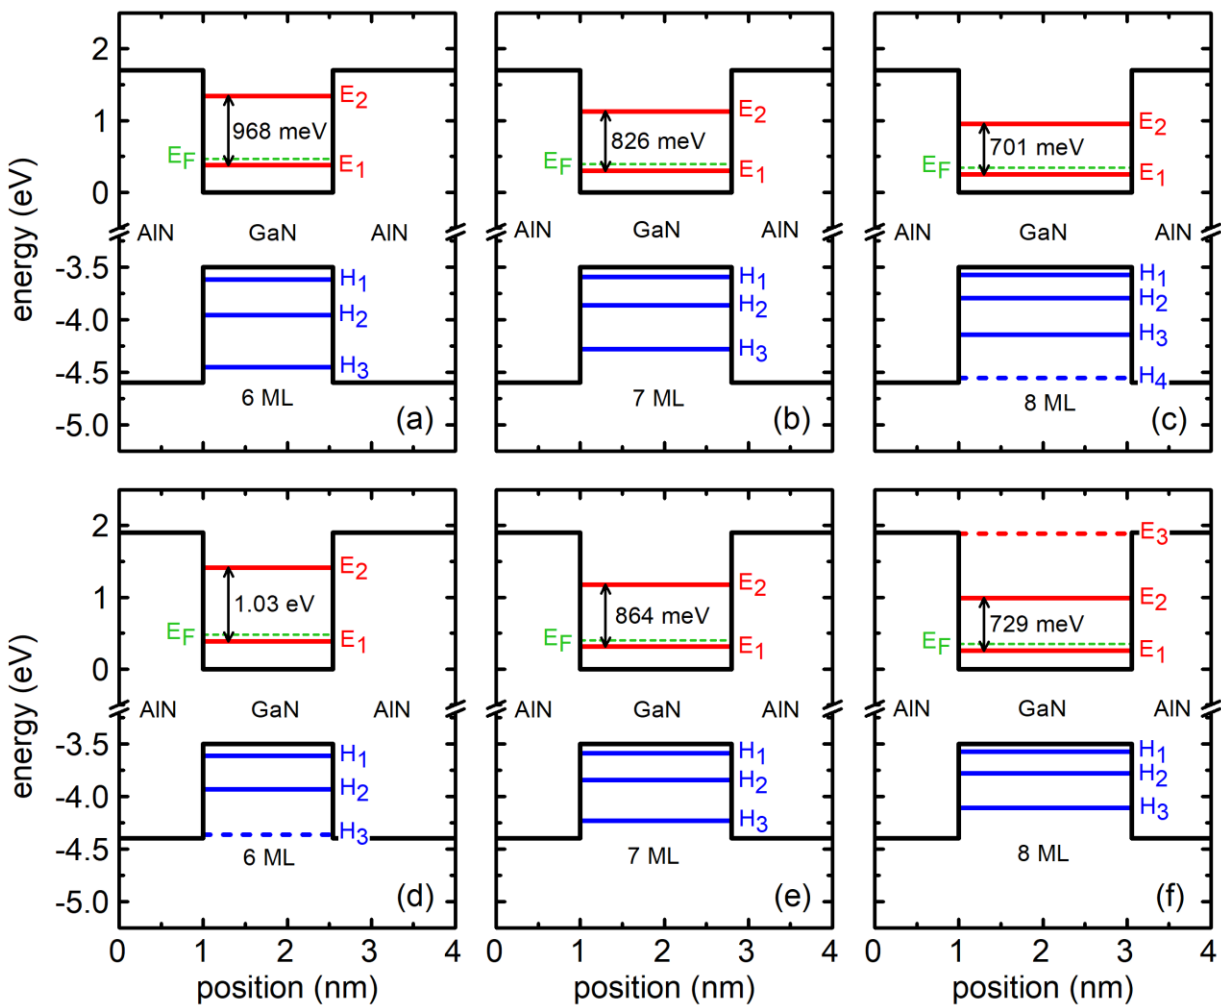 energy (eV)
2
1
0
-3.5
-4.0
-4.5
-5.0
E2
968 meV
EF
E1
AlN GaN AlN
H1
H2
H3
6 ML
(a)
E2
826 meV
EF
E1
GaN
H1
H2
H3
7 ML
(b)
E2
701 meV
EF
E1
AlN GaN AlN
H1
H2
H3
H4
8 ML
(c)
energy (eV)
2
1
0
-3.5
-4.0
-4.5
-5.0
E2
1.03 eV
EF
E1
AlN GaN AlN
H1
H2
H3
6 ML
(d)
0 1 2 3 4
position (nm)
E2
864 meV
EF
E1
GaN
H1
H2
H3
7 ML
(e)
0 1 2 3 4
position (nm)
E3
E2
729 meV
EF
E1
AlN GaN AlN
H1
H2
H3
8 ML
(f)
0 1 2 3 4
position (nm)